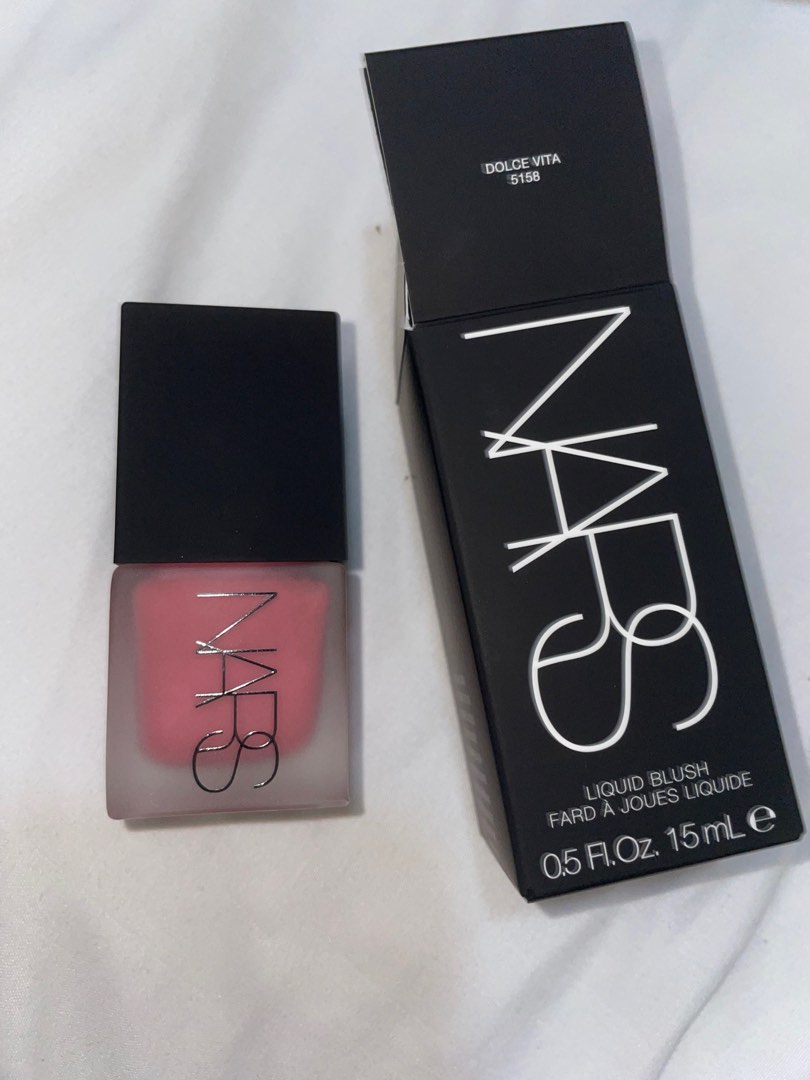 DOLCE VITA
5158
NARS
LIQUID BLUSH
FARD À JOUES LIQUIDE
0.5 Fl.Oz. 15 mL e
NARS